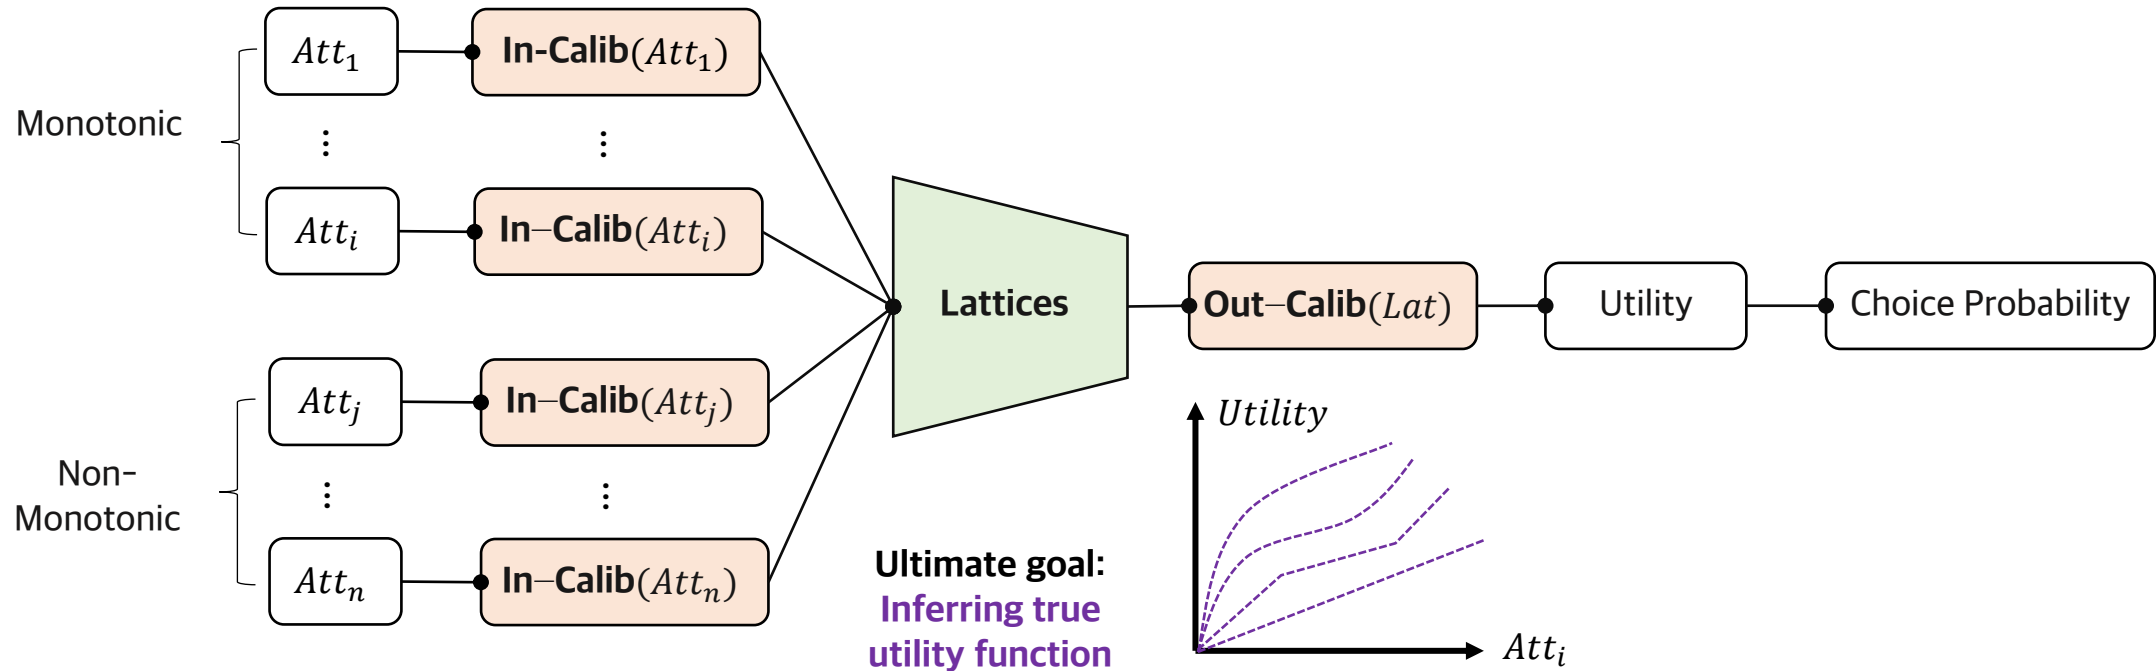 Monotonic
Att₁
In-Calib(Att₁)
⋮ ⋮
Attᵢ
In–Calib(Attᵢ)
Non-
Monotonic
Attⱼ
In–Calib(Attⱼ)
⋮ ⋮
Attₙ
In–Calib(Attₙ)
Lattices
Out–Calib(Lat)
Utility
Choice Probability
Ultimate goal:
Inferring true
utility function
Utility
Attᵢ